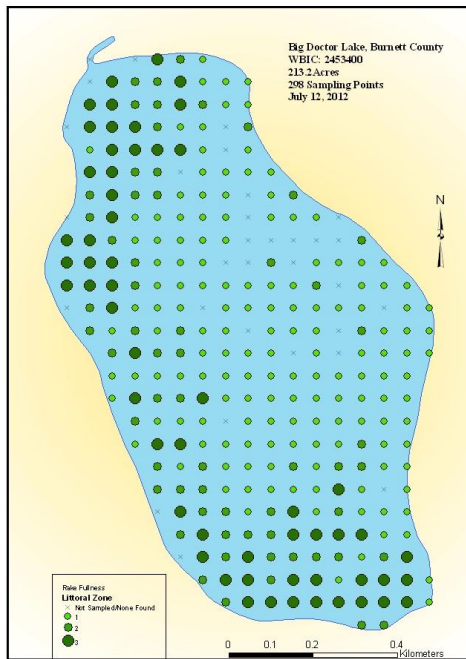 Big Doctor Lake, Burnett County
WBIC: 2453400
213.2 Acres
298 Sampling Points
July 12, 2012
N
Rake Fullness
Littoral Zone
Not Sampled/None Found
1
2
3
0 0.1 0.2 0.4
Kilometers